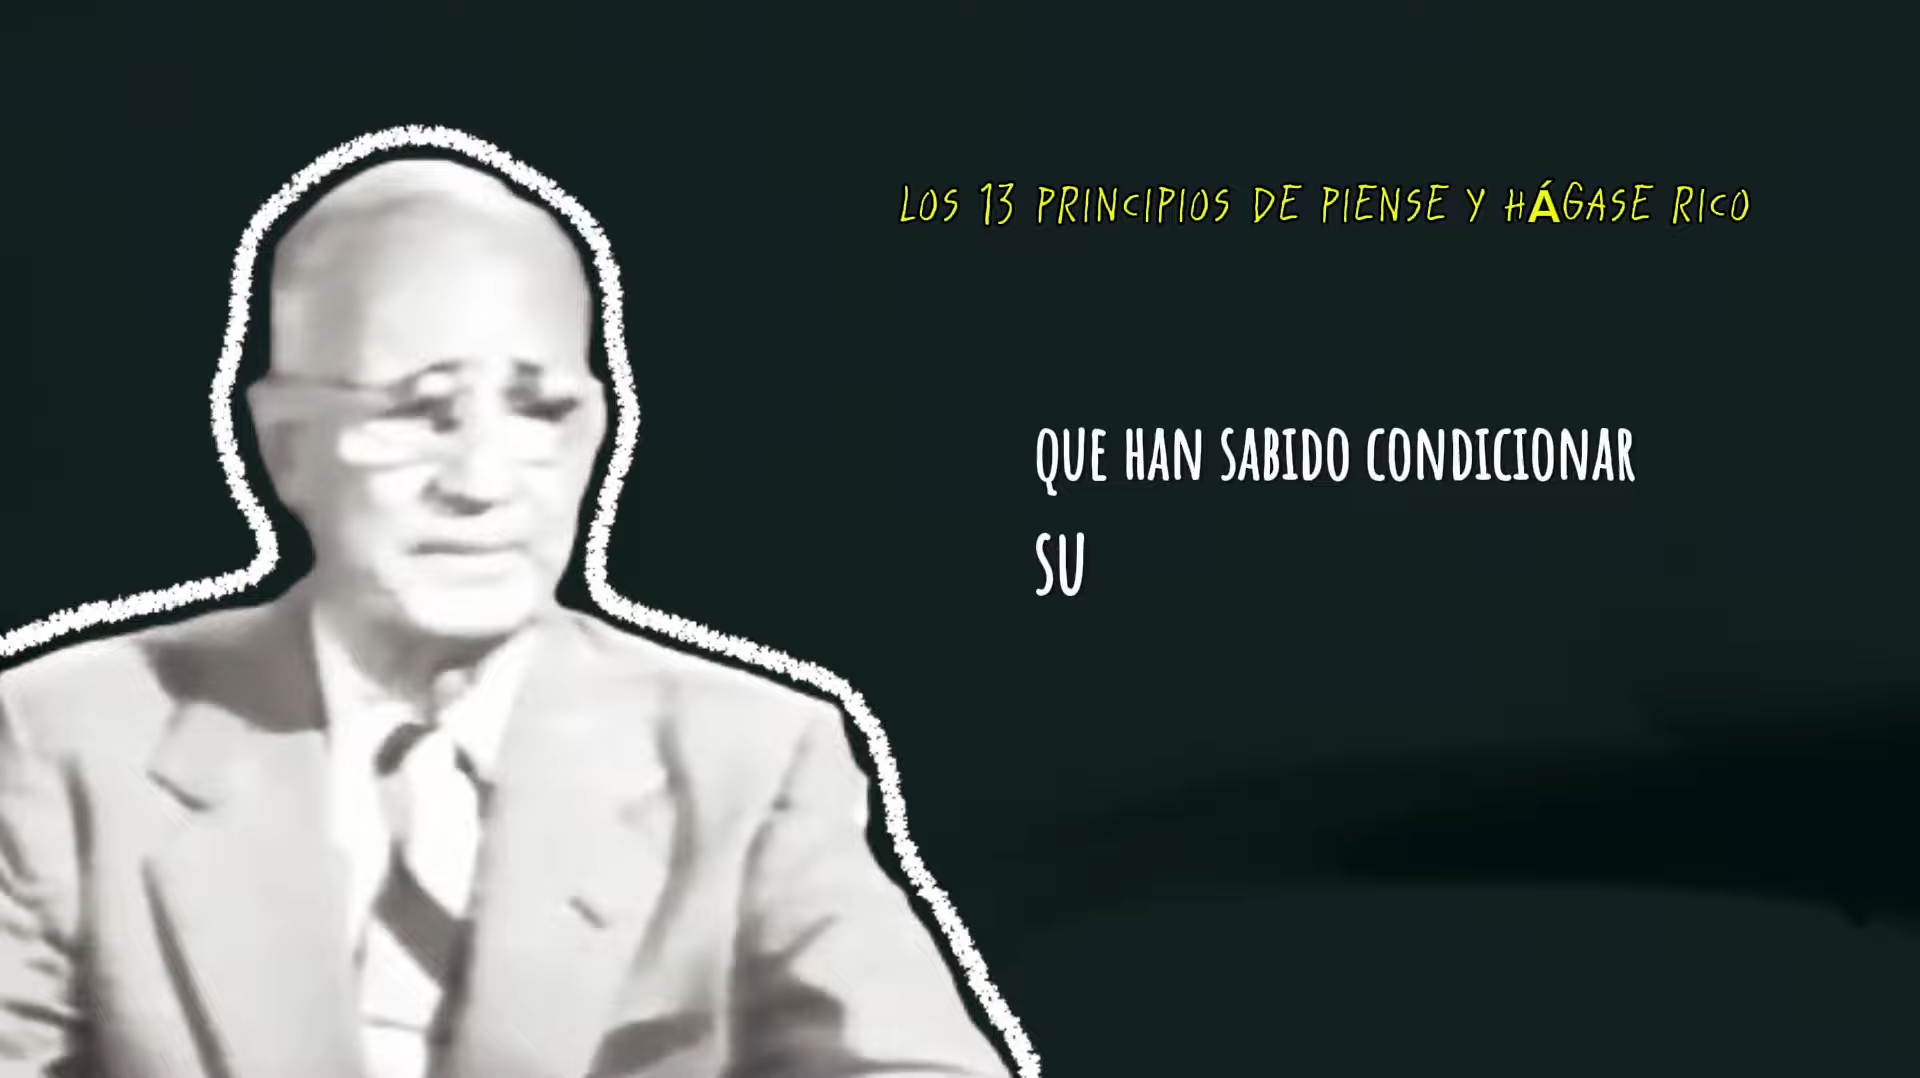 LOS 13 PRINCIPIOS DE PIENSE Y HÁGASE RICO
QUE HAN SABIDO CONDICIONAR
SU